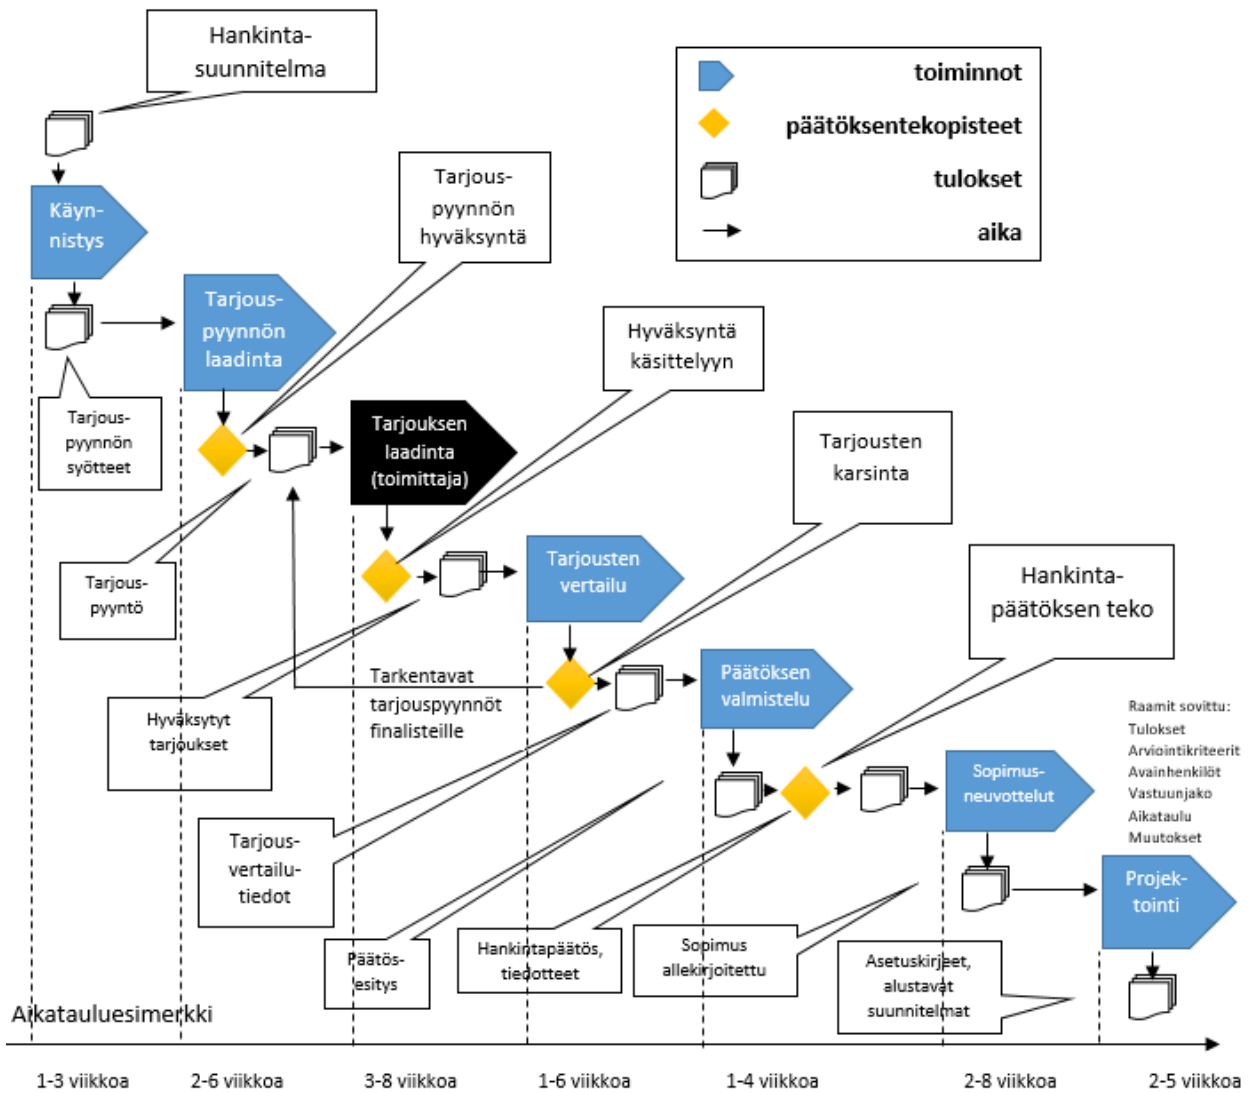 Hankinta-
suunnitelma
toiminnot
päätöksentekopisteet
tulokset
aika
Käyn-
nistys
Tarjous-
pyynnön
hyväksyntä
Tarjous-
pyynnön
laadinta
Tarjous-
pyynnön
syötteet
Hyväksyntä
käsittelyyn
Tarjouksen
laadinta
(toimittaja)
Tarjousten
karsinta
Tarjous-
pyyntö
Tarjousten
vertailu
Hankinta-
päätöksen teko
Hyväksytyt
tarjoukset
Tarkentavat
tarjouspyynnöt
finalisteille
Päätöksen
valmistelu
Raamit sovittu:
Tulokset
Arviointikriteerit
Avainhenkilöt
Vastuunjako
Aikataulu
Muutokset
Sopimus-
neuvottelut
Tarjous-
vertailu-
tiedot
Projek-
tointi
Päätös-
esitys
Hankintapäätös,
tiedotteet
Sopimus
allekirjoitettu
Asetuskirjeet,
alustavat
suunnitelmat
Aikatauluesimerkki
1-3 viikkoa
2-6 viikkoa
3-8 viikkoa
1-6 viikkoa
1-4 viikkoa
2-8 viikkoa
2-5 viikkoa